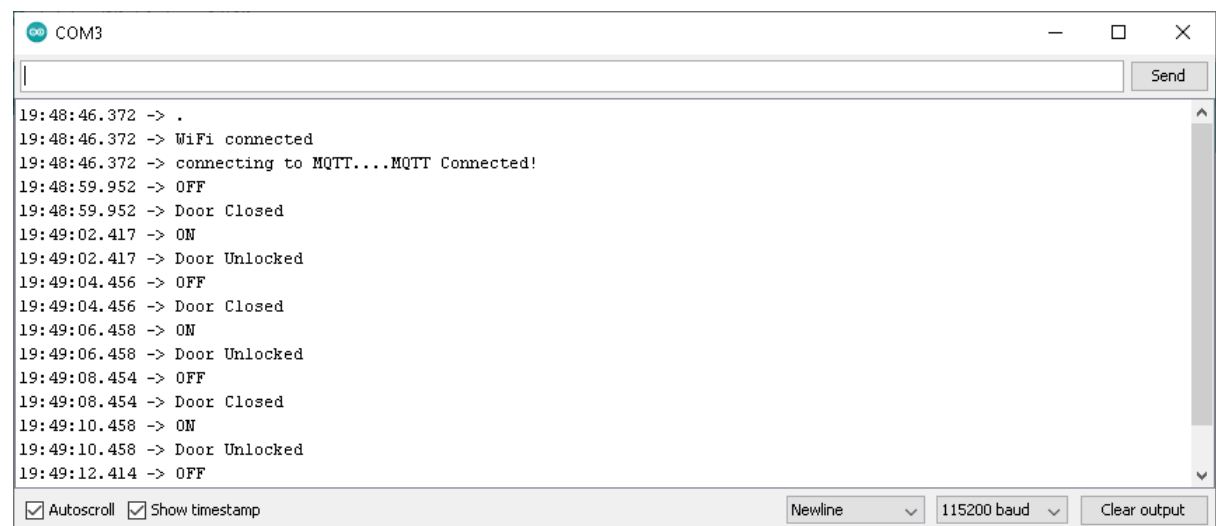 COM3
Send
19:48:46.372 -> .
19:48:46.372 -> WiFi connected
19:48:46.372 -> connecting to MQTT....MQTT Connected!
19:48:59.952 -> OFF
19:48:59.952 -> Door Closed
19:49:02.417 -> ON
19:49:02.417 -> Door Unlocked
19:49:04.456 -> OFF
19:49:04.456 -> Door Closed
19:49:06.458 -> ON
19:49:06.458 -> Door Unlocked
19:49:08.454 -> OFF
19:49:08.454 -> Door Closed
19:49:10.458 -> ON
19:49:10.458 -> Door Unlocked
19:49:12.414 -> OFF
Autoscroll Show timestamp Newline 115200 baud Clear output